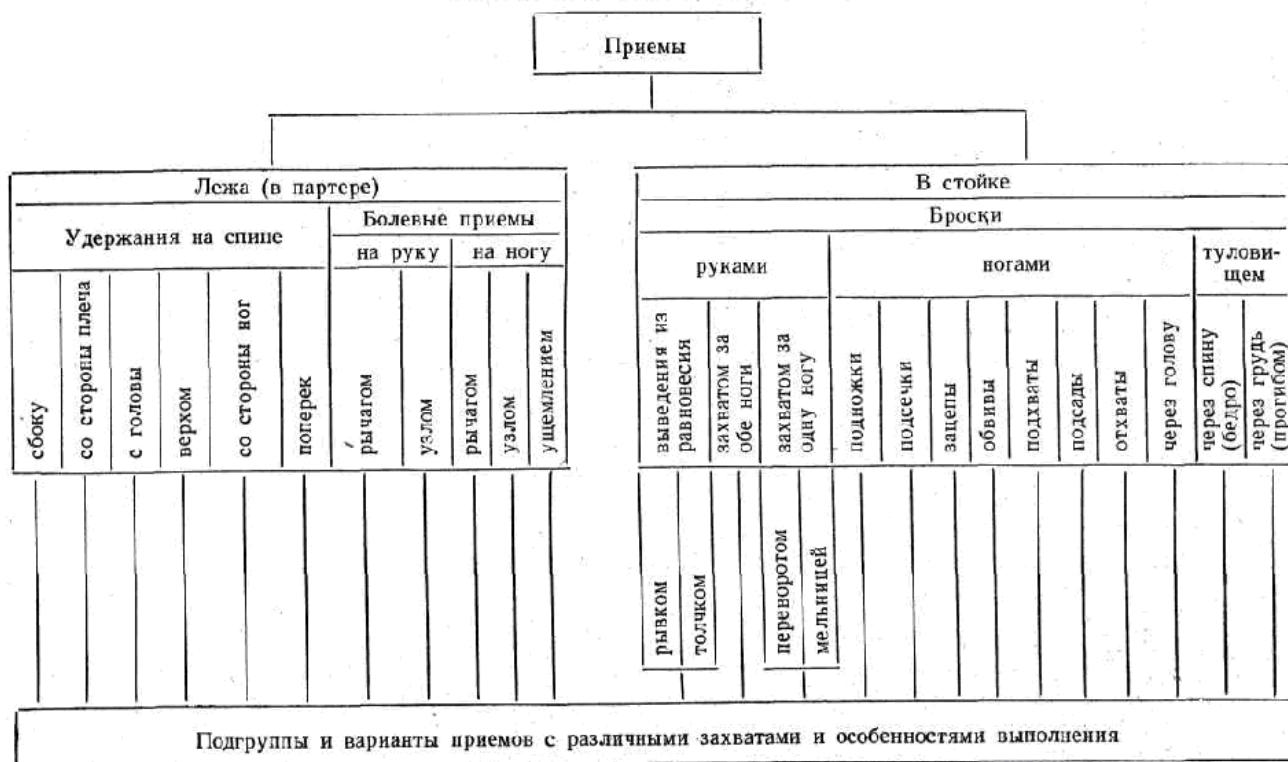 Приемы
Лежа (в партере)
Удержания на спине
Болевые приемы
на руку
на ногу
сбоку
со стороны плеча
с головы
верхом
со стороны ног
поперек
рычагом
узлом
рычагом
узлом
ущемлением
В стойке
Броски
руками
ногами
тулови-
щем
выведения из
равновесия
захватом за
обе ноги
захватом за
одну ногу
подножки
подсечки
зацепы
обвивы
подхваты
подсады
отхваты
через голову
через спину
(бедро)
через грудь
(прогибом)
рывком
толчком
переворотом
мельницей
Подгруппы и варианты приемов с различными захватами и особенностями выполнения